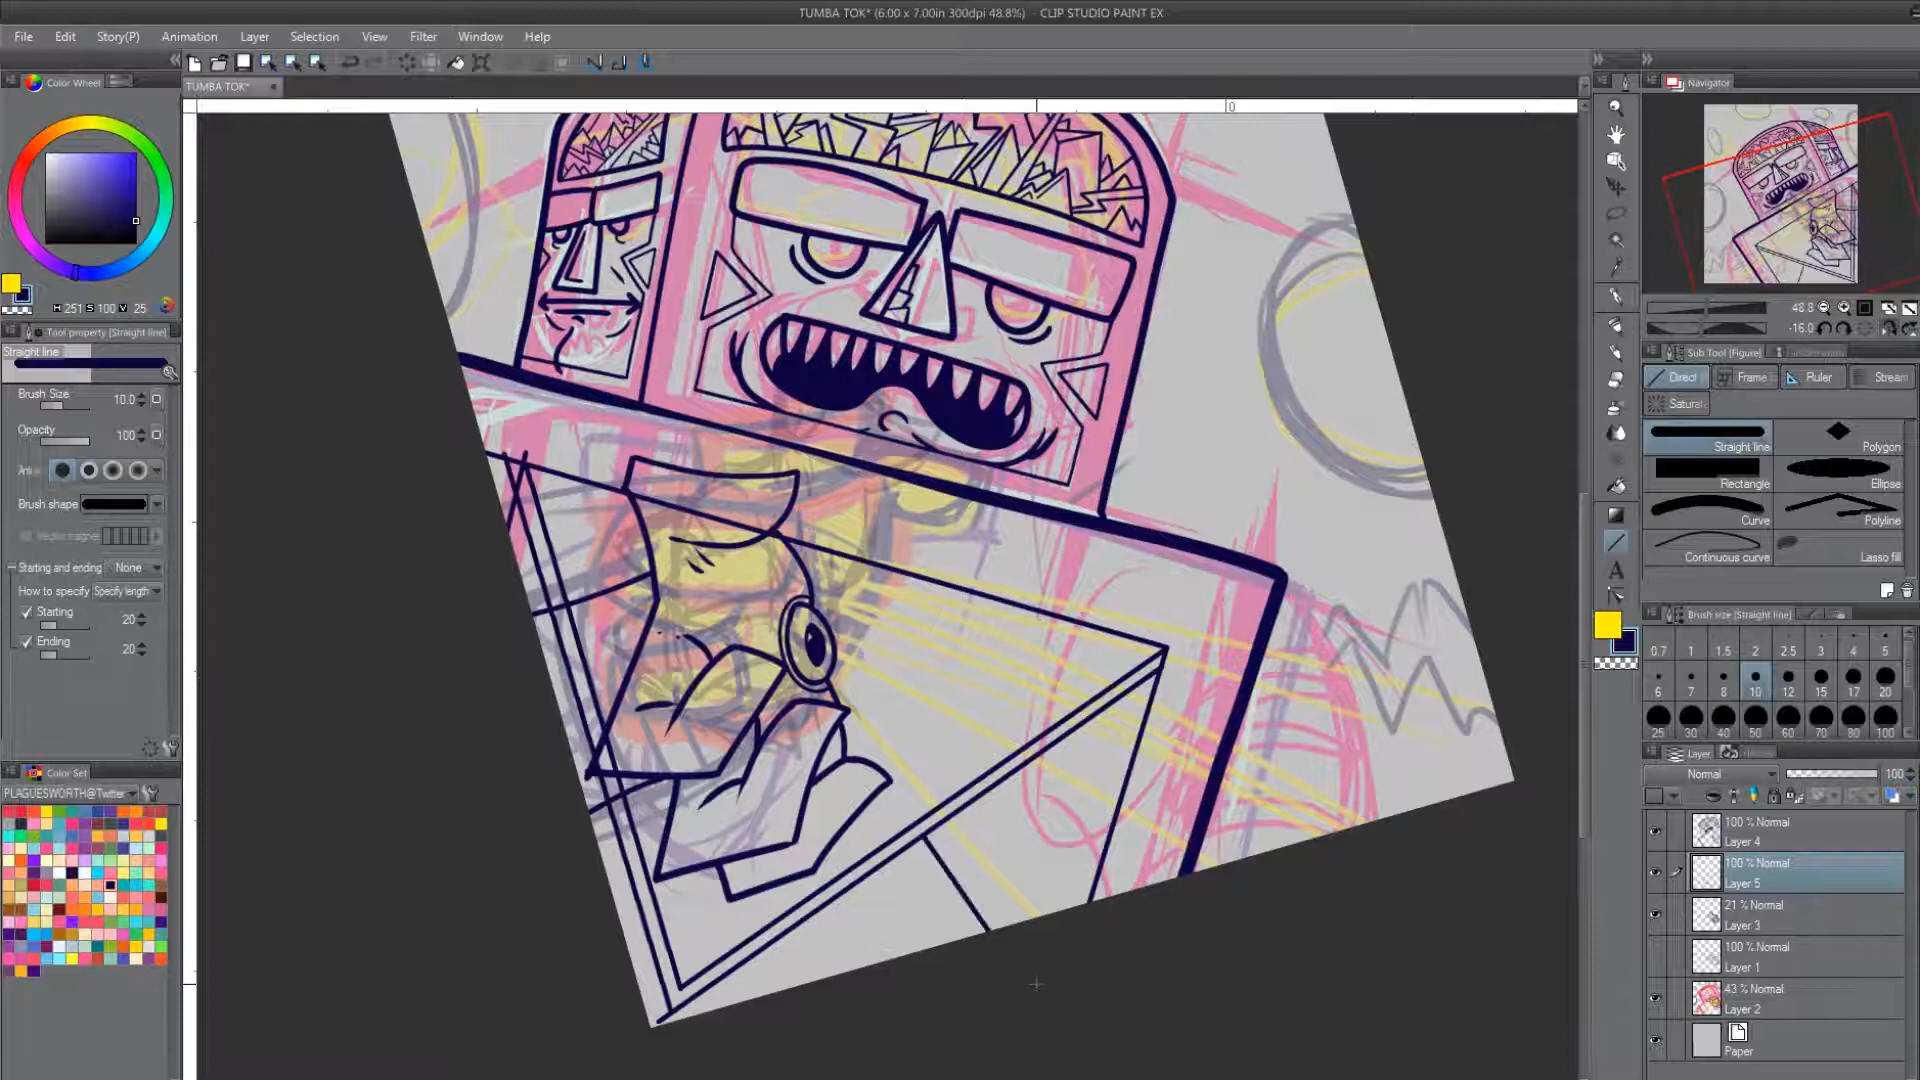 TUMBA TOK* (6.00 x 7.00in 300dpi 48.8%) - CLIP STUDIO PAINT EX
File Edit Story(P) Animation Layer Selection View Filter Window Help
Color Wheel
TUMBA TOK*
Navigator
0
H 251 S 100 V 25
48.8
-16.0
Tool property [Straight line]
Straight line
Sub Tool [Figure]
Direct Frame Ruler Stream
Saturat
Straight line Polygon
Rectangle Ellipse
Curve Polyline
Continuous curve Lasso fill
Brush Size 10.0
Opacity 100
Brush shape
Vector magnet
Starting and ending None
How to specify Specify length
Starting 20
Ending 20
A
Brush size [Straight line]
0.7 1 1.5 2 2.5 3 4 5
6 7 8 10 12 15 17 20
25 30 40 50 60 70 80 100
Layer
Normal 100
100 % Normal
Layer 4
100 % Normal
Layer 5
21 % Normal
Layer 3
100 % Normal
Layer 1
43 % Normal
Layer 2
Paper
Color Set
PLAGUESWORTH@Twitter